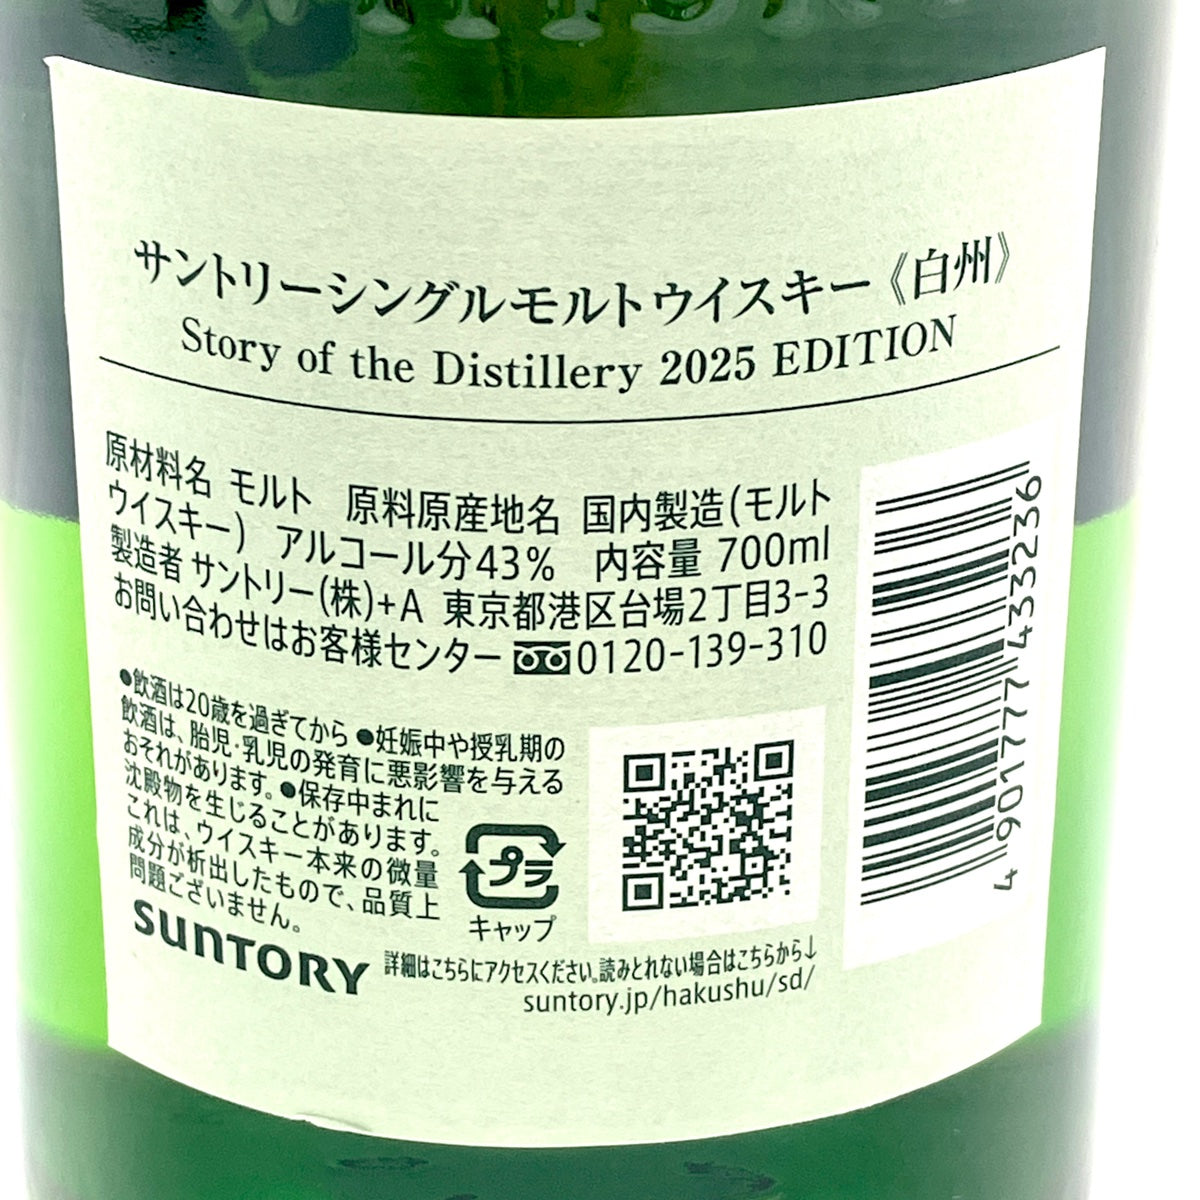 サントリーシングルモルトウイスキー《白州》
Story of the Distillery 2025 EDITION
原材料名 モルト 原料原産地名 国内製造(モルト
ウイスキー) アルコール分43% 内容量 700ml
製造者 サントリー(株)+A 東京都港区台場2丁目3-3
お問い合わせはお客様センター 0120-139-310
●飲酒は20歳を過ぎてから ●妊娠中や授乳期の
飲酒は、胎児・乳児の発育に悪影響を与える
おそれがあります。●保存中まれに
沈殿物を生じることがあります。
これは、ウイスキー本来の微量
成分が析出したもので、品質上
問題ございません。
プラ
キャップ
SUNTORY
詳細はこちらにアクセスください。読みとれない場合はこちらから↓
suntory.jp/hakushu/sd/
4 901777 433236